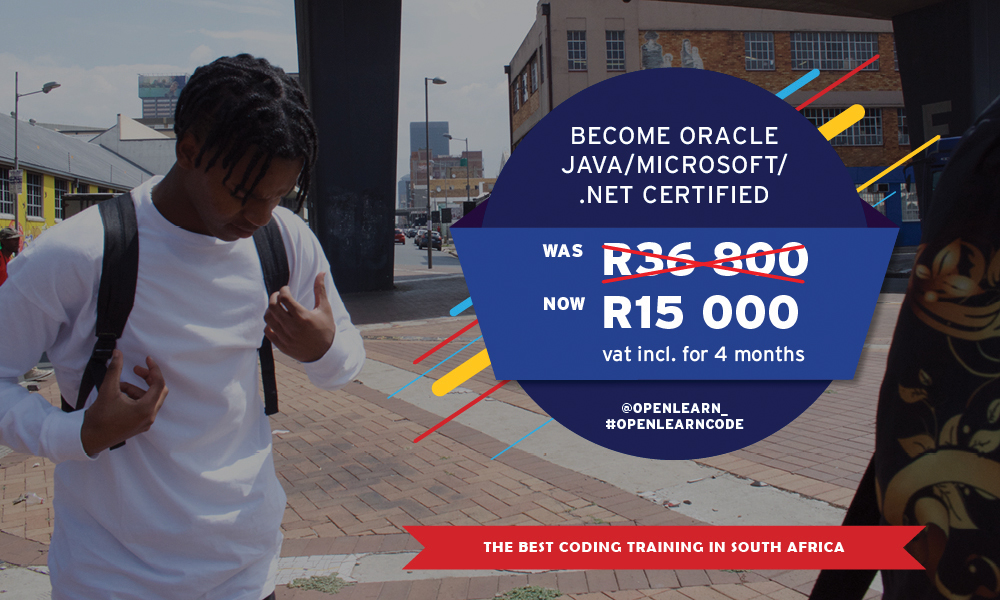 BECOME ORACLE
JAVA/MICROSOFT/
.NET CERTIFIED
WAS R36 800
NOW R15 000
vat incl. for 4 months
@OPENLEARN_
#OPENLEARNCODE
THE BEST CODING TRAINING IN SOUTH AFRICA